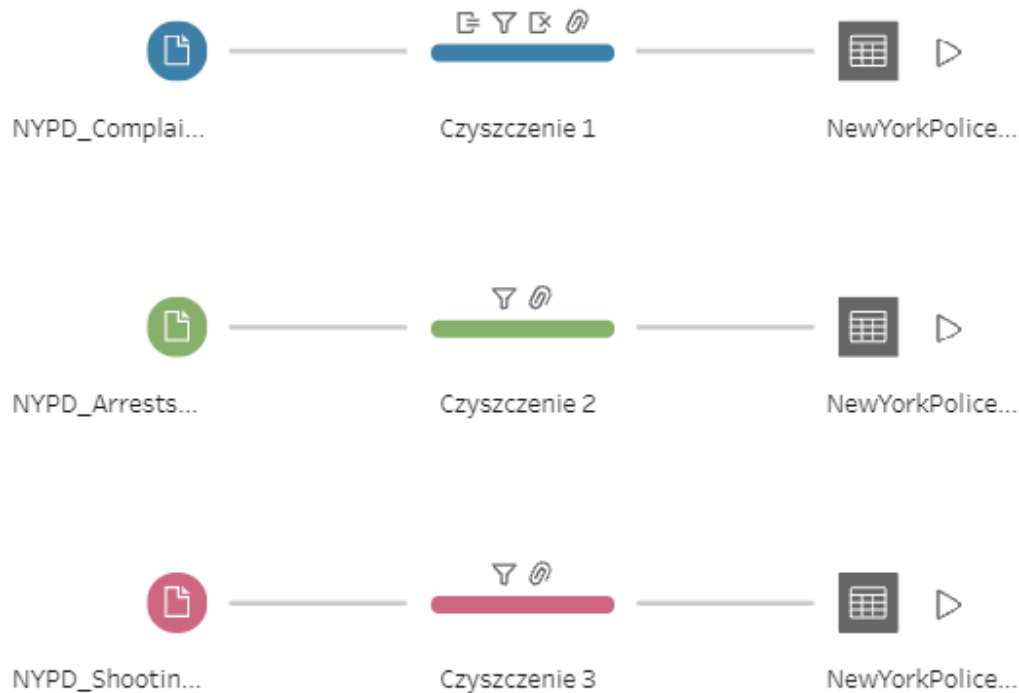 NYPD_Complai...
Czyszczenie 1
NewYorkPolice...
NYPD_Arrests...
Czyszczenie 2
NewYorkPolice...
NYPD_Shootin...
Czyszczenie 3
NewYorkPolice...